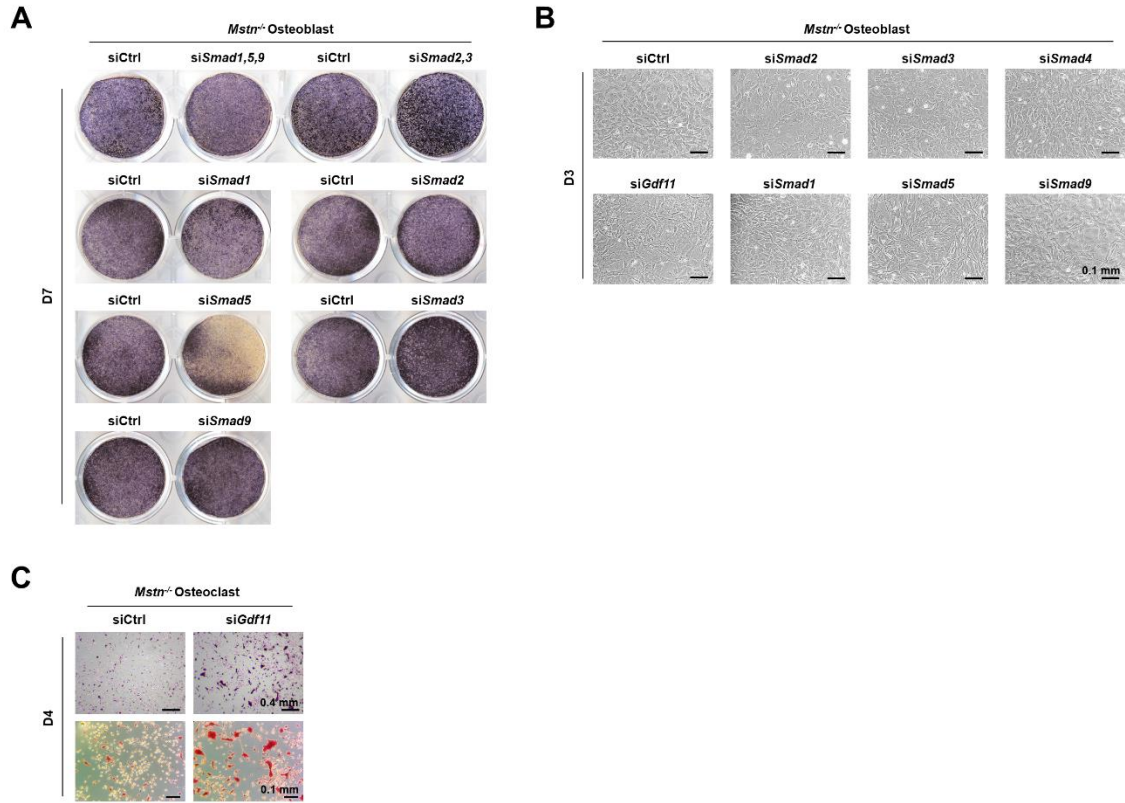 A
Mstn-/- Osteoblast
siCtrl siSmad1,5,9 siCtrl siSmad2,3
siCtrl siSmad1 siCtrl siSmad2
D7
siCtrl siSmad5 siCtrl siSmad3
siCtrl siSmad9
B
Mstn-/- Osteoblast
siCtrl siSmad2 siSmad3 siSmad4
D3
siGdf11 siSmad1 siSmad5 siSmad9
0.1 mm
C
Mstn-/- Osteoclast
siCtrl siGdf11
0.4 mm
D4
0.1 mm